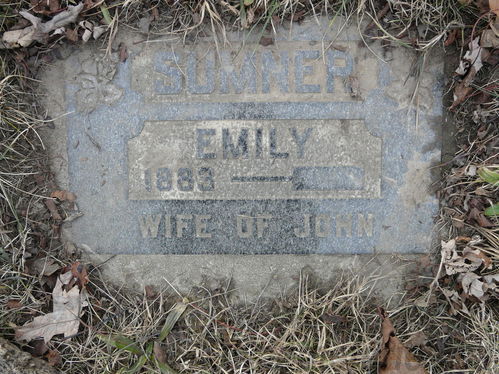 SUMNER
EMILY
1883 —
WIFE OF JOHN